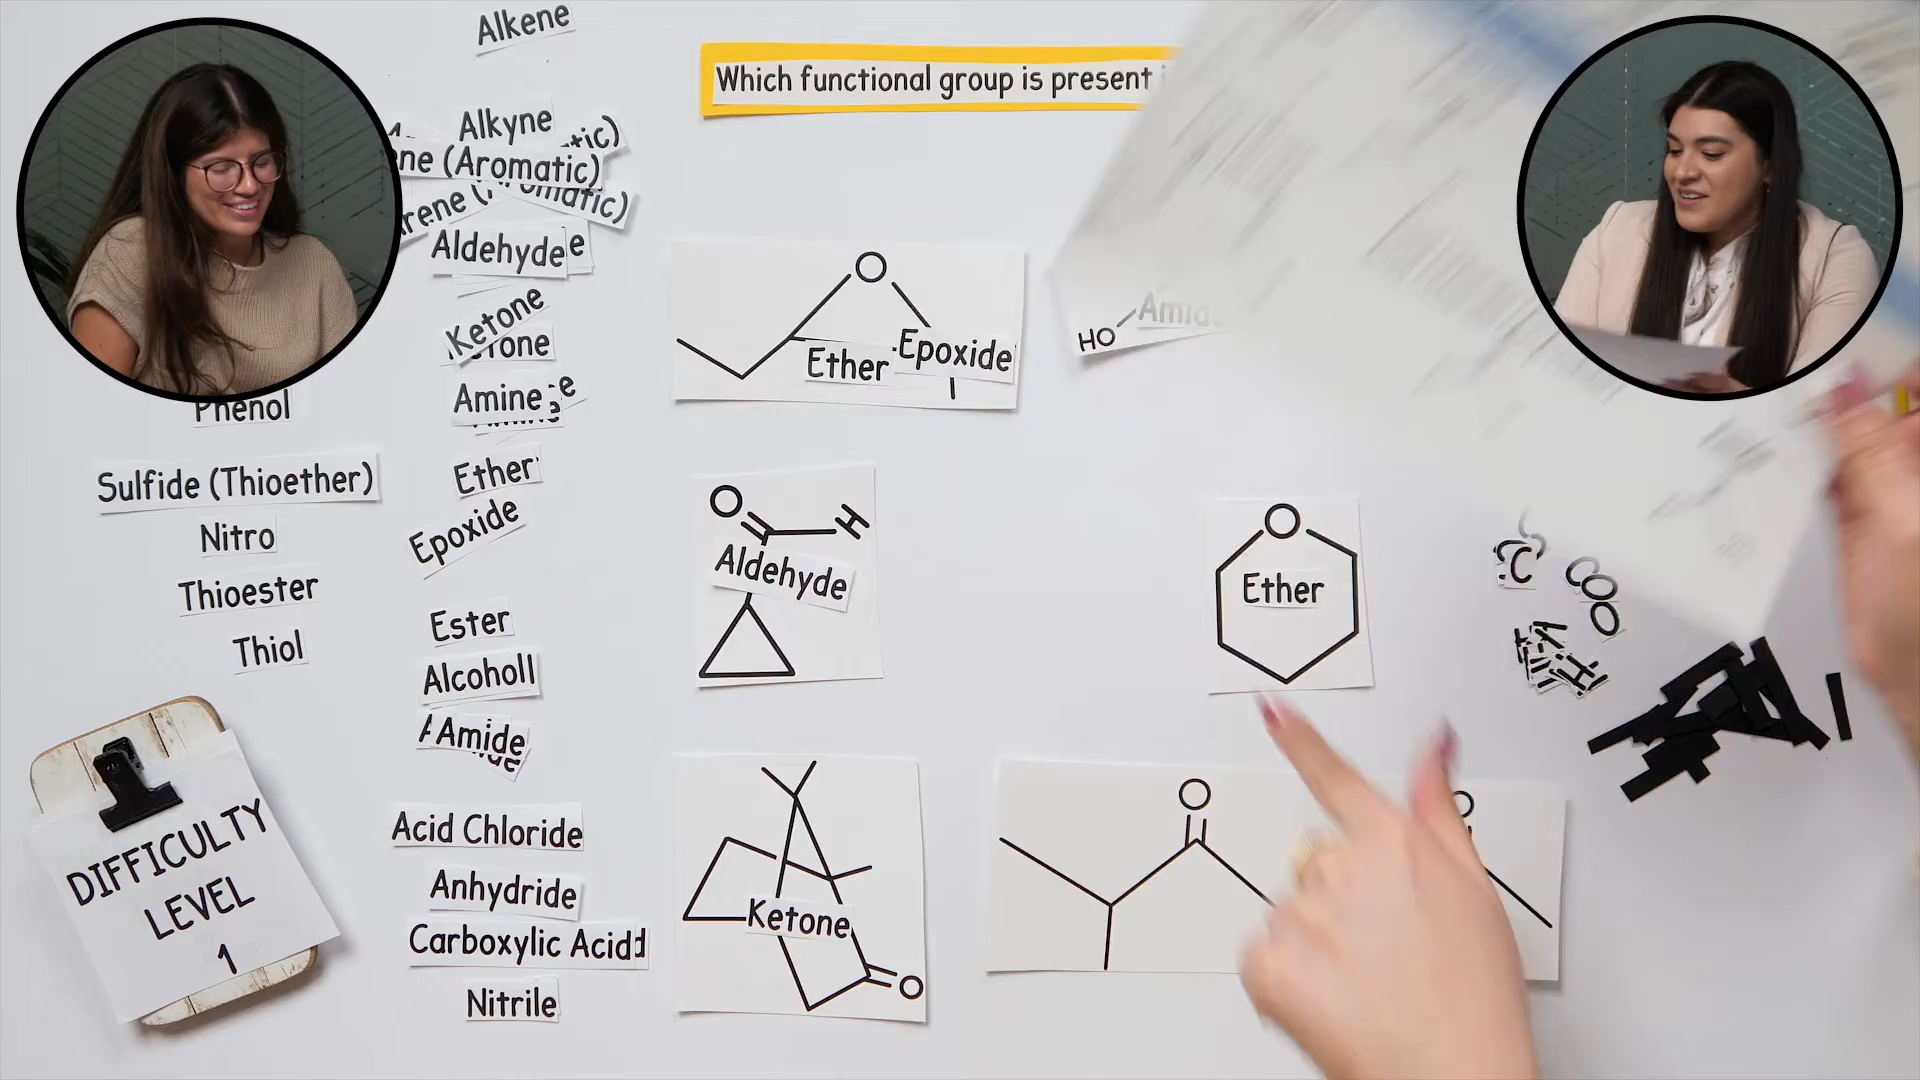 Alkene
Which functional group is present
Alkyne
(Aromatic)
Aldehyde
Ketone
Amine
Ether
Epoxide
Ester
Alcohol
Amide
Acid Chloride
Anhydride
Carboxylic Acid
Nitrile
Phenol
Sulfide (Thioether)
Nitro
Thioester
Thiol
DIFFICULTY
LEVEL
1
O
Ether
Epoxide
HO
O
H
Aldehyde
O
Ether
C
O
O
H
Ketone
O
O
O